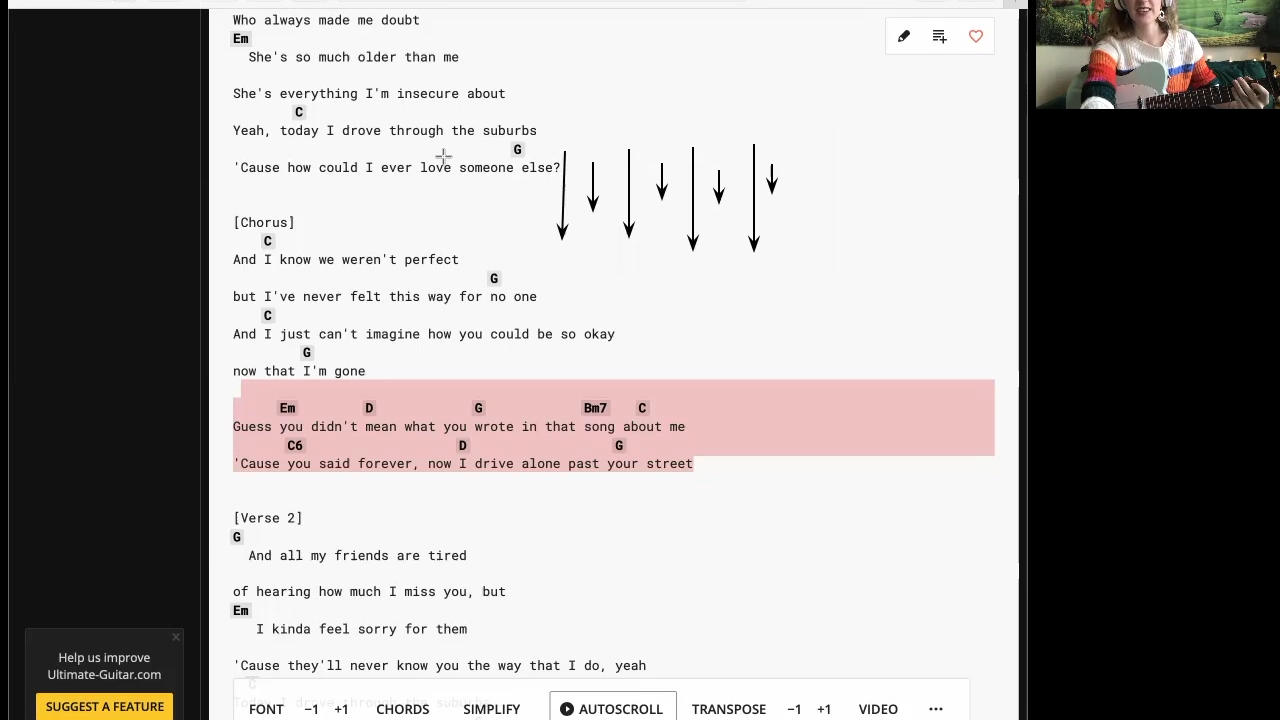 Who always made me doubt
Em
She's so much older than me
She's everything I'm insecure about
C
Yeah, today I drove through the suburbs
G
'Cause how could I ever love someone else?
[Chorus]
C
And I know we weren't perfect
G
but I've never felt this way for no one
C
And I just can't imagine how you could be so okay
G
now that I'm gone
Em D G Bm7 C
Guess you didn't mean what you wrote in that song about me
C6 D G
'Cause you said forever, now I drive alone past your street
[Verse 2]
G
And all my friends are tired
of hearing how much I miss you, but
Em
I kinda feel sorry for them
'Cause they'll never know you the way that I do, yeah
C
Today I drove through the suburbs
Help us improve
Ultimate-Guitar.com
SUGGEST A FEATURE
FONT −1 +1 CHORDS SIMPLIFY AUTOSCROLL TRANSPOSE −1 +1 VIDEO ...